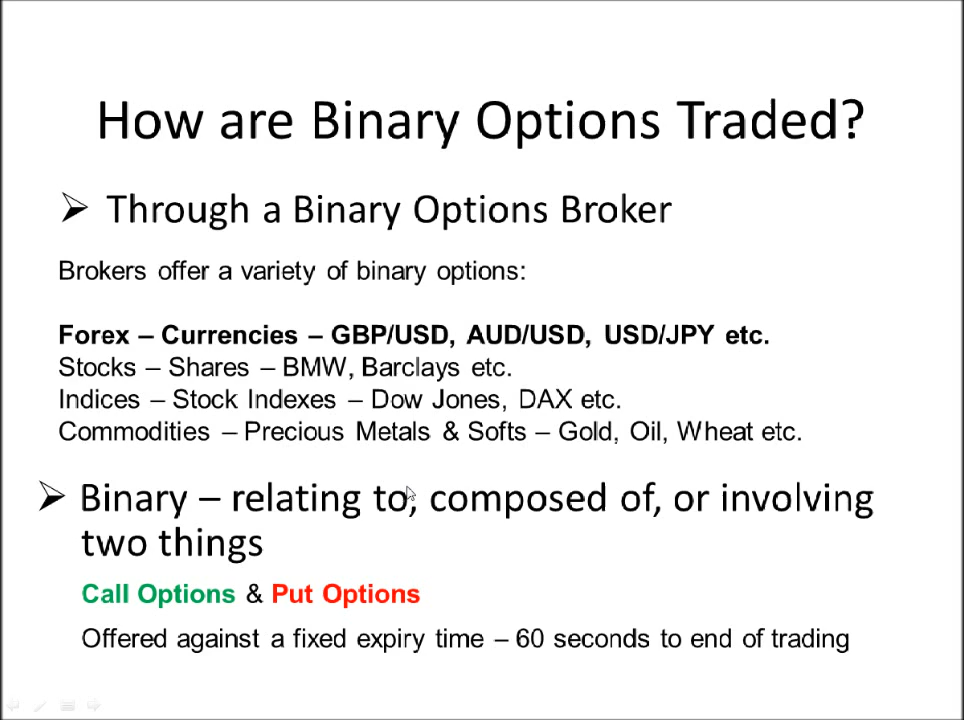 How are Binary Options Traded?
➢ Through a Binary Options Broker
Brokers offer a variety of binary options:
Forex – Currencies – GBP/USD, AUD/USD, USD/JPY etc.
Stocks – Shares – BMW, Barclays etc.
Indices – Stock Indexes – Dow Jones, DAX etc.
Commodities – Precious Metals & Softs – Gold, Oil, Wheat etc.
➢ Binary – relating to, composed of, or involving
two things
Call Options & Put Options
Offered against a fixed expiry time – 60 seconds to end of trading